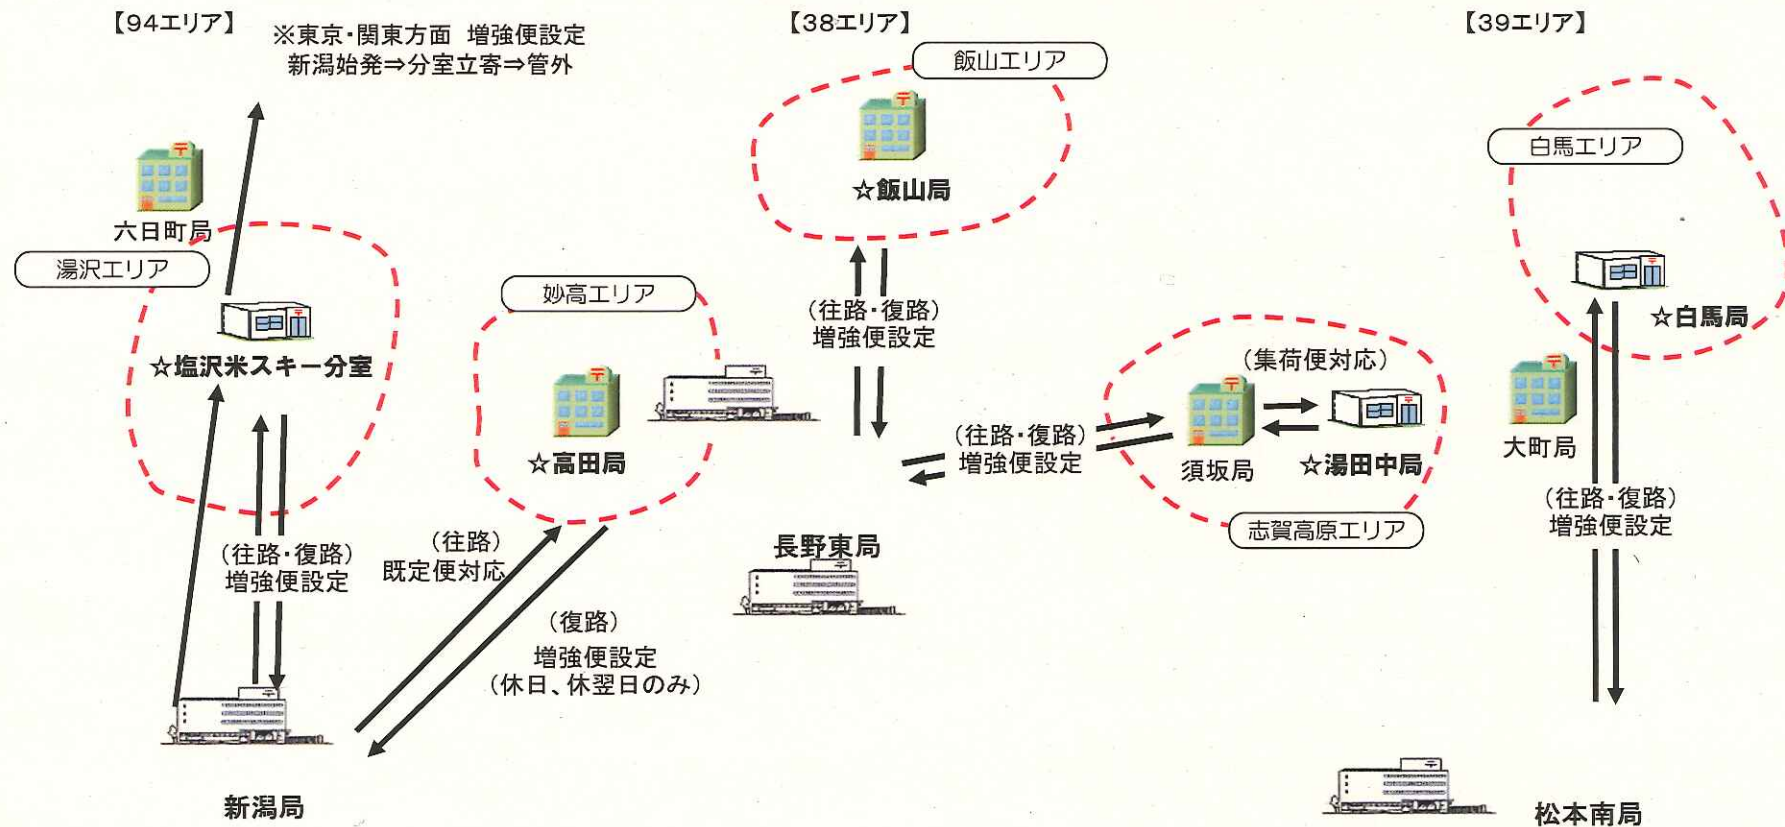 【94エリア】
※東京・関東方面 増強便設定
新潟始発⇒分室立寄⇒管外
六日町局
湯沢エリア
☆塩沢米スキー分室
(往路・復路)
増強便設定
新潟局
妙高エリア
☆高田局
(往路)
既定便対応
(復路)
増強便設定
(休日、休翌日のみ)
【38エリア】
飯山エリア
☆飯山局
(往路・復路)
増強便設定
長野東局
(往路・復路)
増強便設定
(集荷便対応)
須坂局
☆湯田中局
志賀高原エリア
【39エリア】
白馬エリア
☆白馬局
大町局
(往路・復路)
増強便設定
松本南局